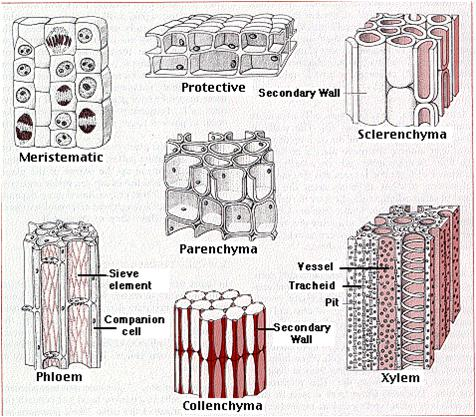 Protective
Secondary Wall
Sclerenchyma
Meristematic
Parenchyma
Sieve
element
Companion
cell
Phloem
Secondary
Wall
Collenchyma
Vessel
Tracheid
Pit
Xylem